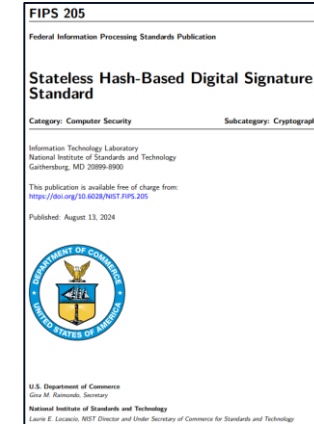 FIPS 205
Federal Information Processing Standards Publication
Stateless Hash-Based Digital Signature
Standard
Category: Computer Security Subcategory: Cryptograph
Information Technology Laboratory
National Institute of Standards and Technology
Gaithersburg, MD 20899-8900
This publication is available free of charge from:
https://doi.org/10.6028/NIST.FIPS.205
Published: August 13, 2024
DEPARTMENT OF COMMERCE
UNITED STATES OF AMERICA
U.S. Department of Commerce
Gina M. Raimondo, Secretary
National Institute of Standards and Technology
Laurie E. Locascio, NIST Director and Under Secretary of Commerce for Standards and Technology